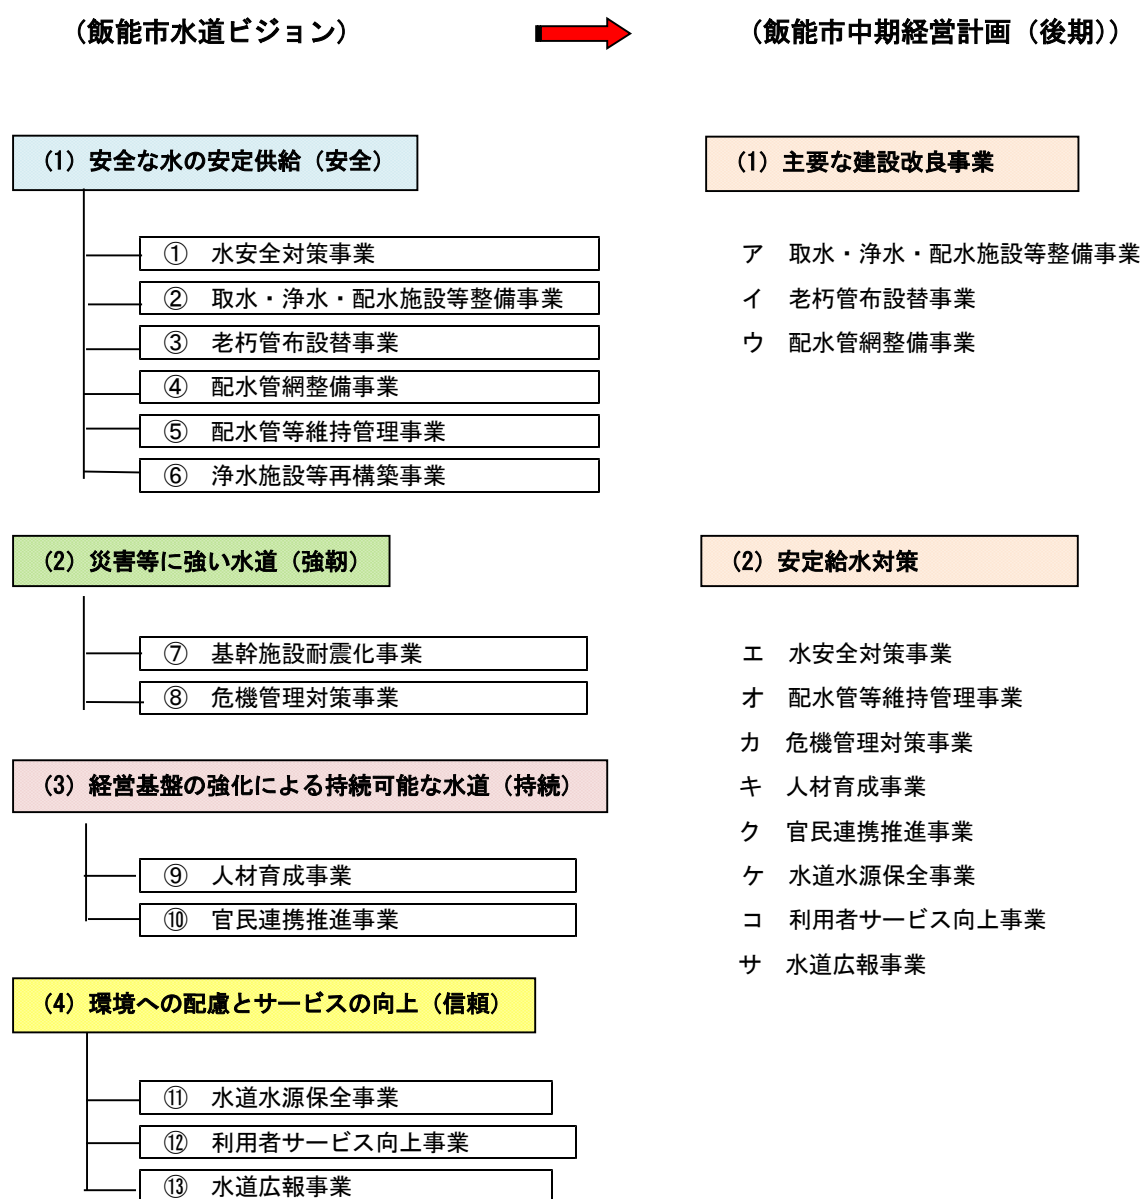 （飯能市水道ビジョン）
（飯能市中期経営計画（後期））
(1) 安全な水の安定供給（安全）
① 水安全対策事業
② 取水・浄水・配水施設等整備事業
③ 老朽管布設替事業
④ 配水管網整備事業
⑤ 配水管等維持管理事業
⑥ 浄水施設等再構築事業
(2) 災害等に強い水道（強靭）
⑦ 基幹施設耐震化事業
⑧ 危機管理対策事業
(3) 経営基盤の強化による持続可能な水道（持続）
⑨ 人材育成事業
⑩ 官民連携推進事業
(4) 環境への配慮とサービスの向上（信頼）
⑪ 水道水源保全事業
⑫ 利用者サービス向上事業
⑬ 水道広報事業
(1) 主要な建設改良事業
ア 取水・浄水・配水施設等整備事業
イ 老朽管布設替事業
ウ 配水管網整備事業
(2) 安定給水対策
エ 水安全対策事業
オ 配水管等維持管理事業
カ 危機管理対策事業
キ 人材育成事業
ク 官民連携推進事業
ケ 水道水源保全事業
コ 利用者サービス向上事業
サ 水道広報事業